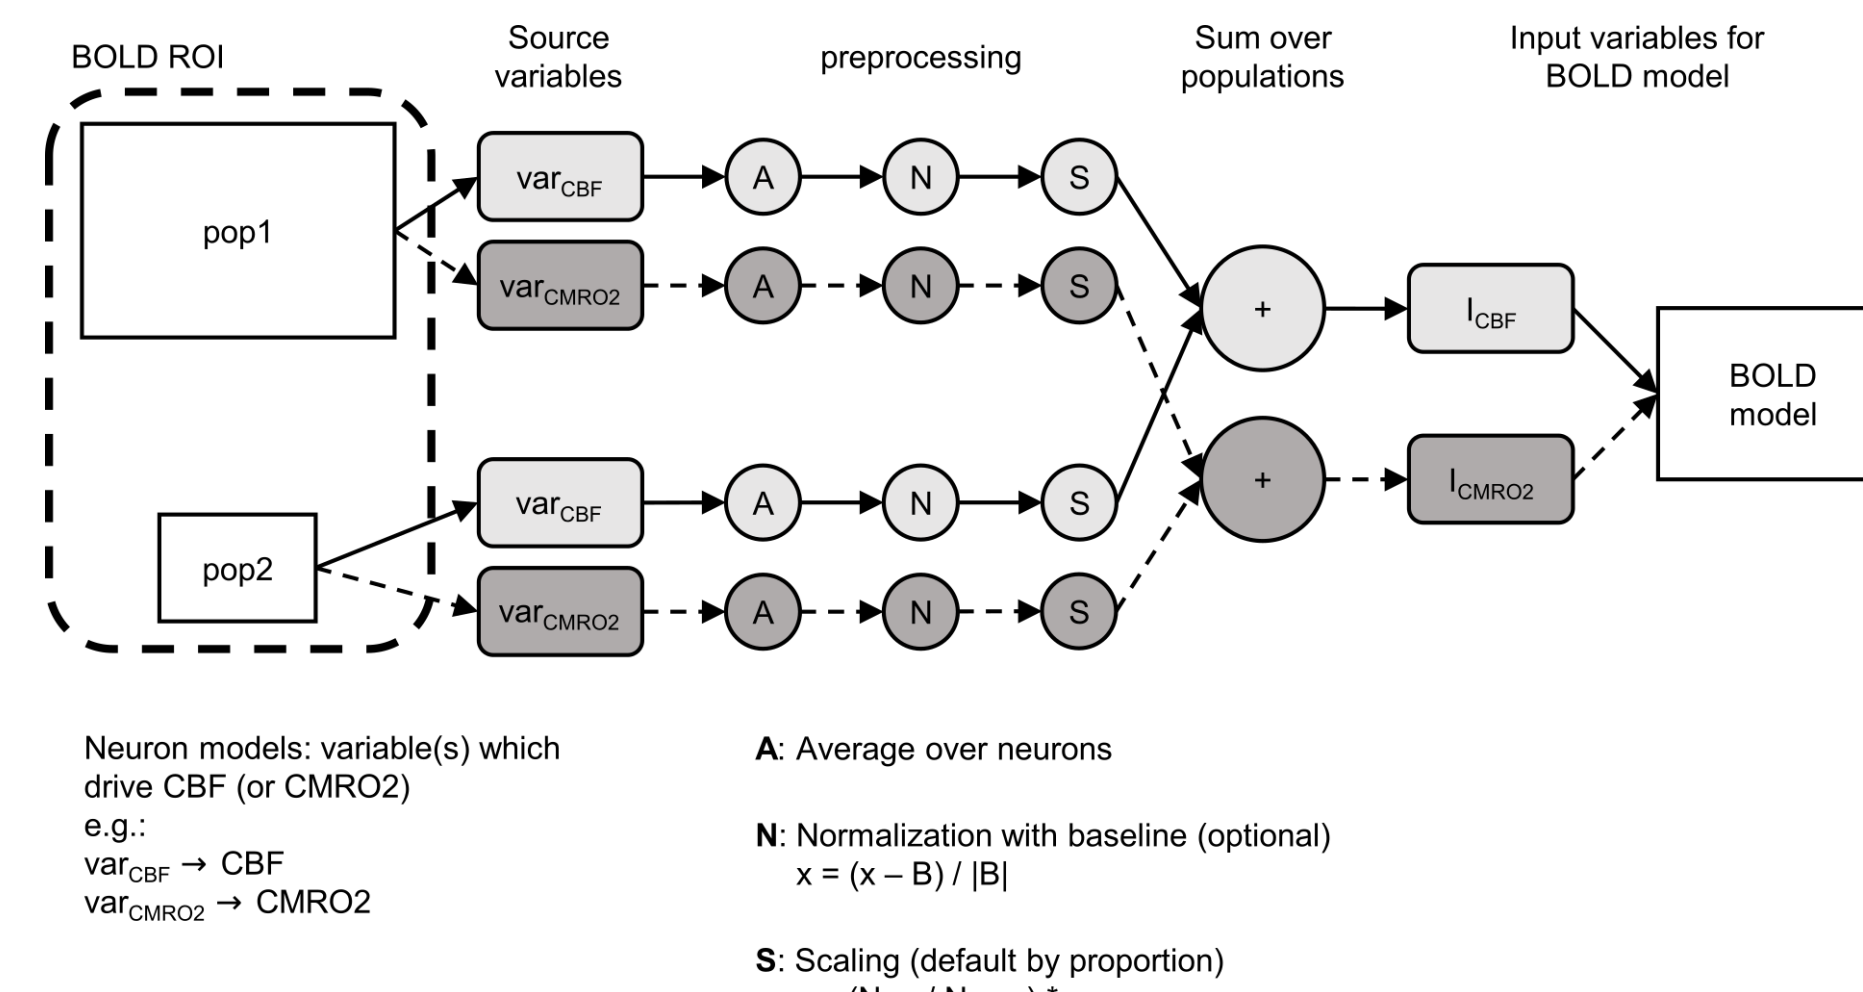 BOLD ROI
Source
variables
preprocessing
Sum over
populations
Input variables for
BOLD model
pop1
varCBF
A
N
S
varCMRO2
A
N
S
+
ICBF
BOLD
model
+
ICMRO2
pop2
varCBF
A
N
S
varCMRO2
A
N
S
Neuron models: variable(s) which
drive CBF (or CMRO2)
e.g.:
varCBF → CBF
varCMRO2 → CMRO2
A: Average over neurons
N: Normalization with baseline (optional)
x = (x – B) / |B|
S: Scaling (default by proportion)